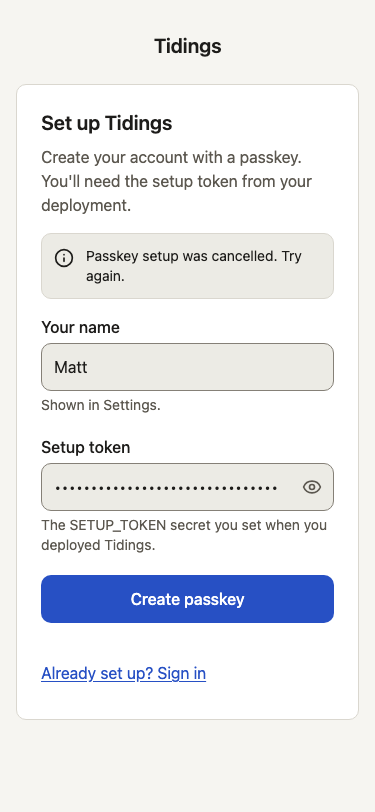 Tidings
Set up Tidings
Create your account with a passkey.
You'll need the setup token from your
deployment.
Passkey setup was cancelled. Try
again.
Your name
Matt
Shown in Settings.
Setup token
•••••••••••••••••••••••••••••••
The SETUP_TOKEN secret you set when you
deployed Tidings.
Create passkey
Already set up? Sign in